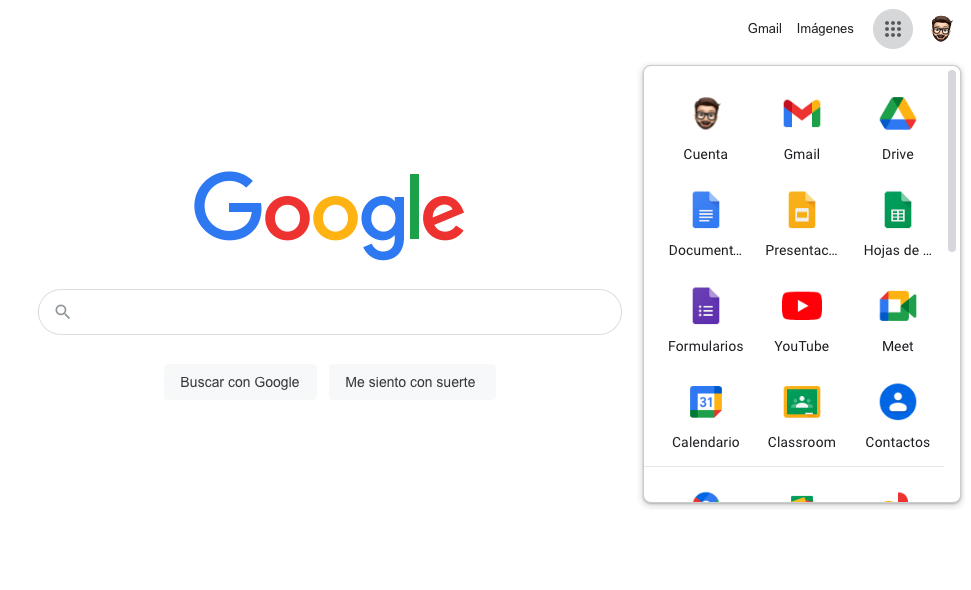 Gmail Imágenes
Google
Buscar con Google Me siento con suerte
Cuenta Gmail Drive
Document... Presentac... Hojas de ...
Formularios YouTube Meet
31
Calendario Classroom Contactos